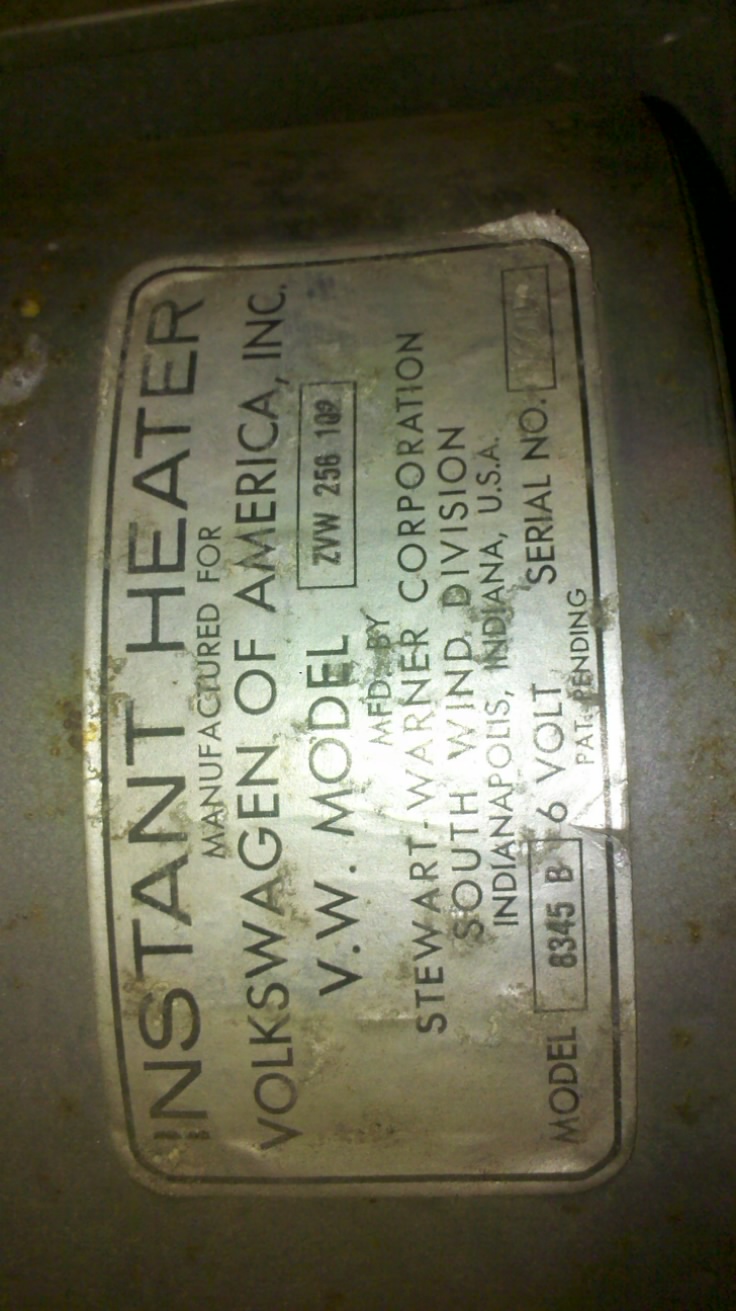 INSTANT HEATER
MANUFACTURED FOR
VOLKSWAGEN OF AMERICA, INC.
V.W. MODEL ZVW 256 109
MFD. BY
STEWART-WARNER CORPORATION
SOUTH WIND DIVISION
INDIANAPOLIS, INDIANA, U.S.A.
MODEL 8345 B 6 VOLT SERIAL NO.
PAT. PENDING